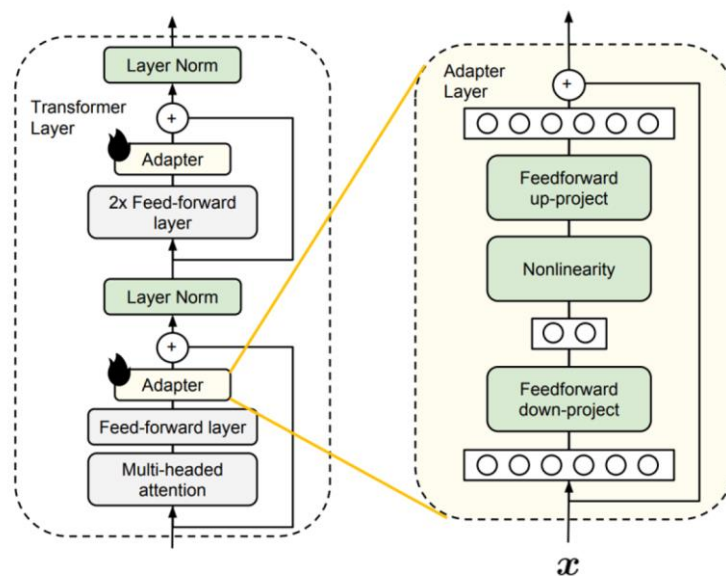 Layer Norm
Transformer
Layer
+
Adapter
2x Feed-forward
layer
Layer Norm
+
Adapter
Feed-forward layer
Multi-headed
attention
Adapter
Layer
+
Feedforward
up-project
Nonlinearity
Feedforward
down-project
x